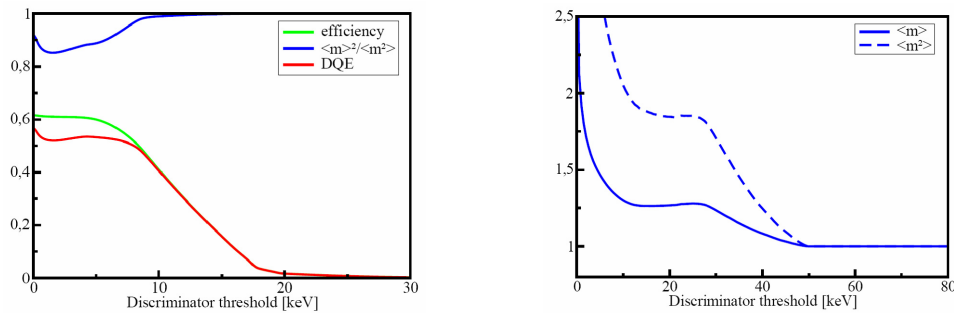 1
0,8
0,6
0,4
0,2
0
efficiency
<m>²/<m²>
DQE
0 10 20 30
Discriminator threshold [keV]
2,5
2
1,5
1
<m>
<m²>
0 20 40 60 80
Discriminator threshold [keV]